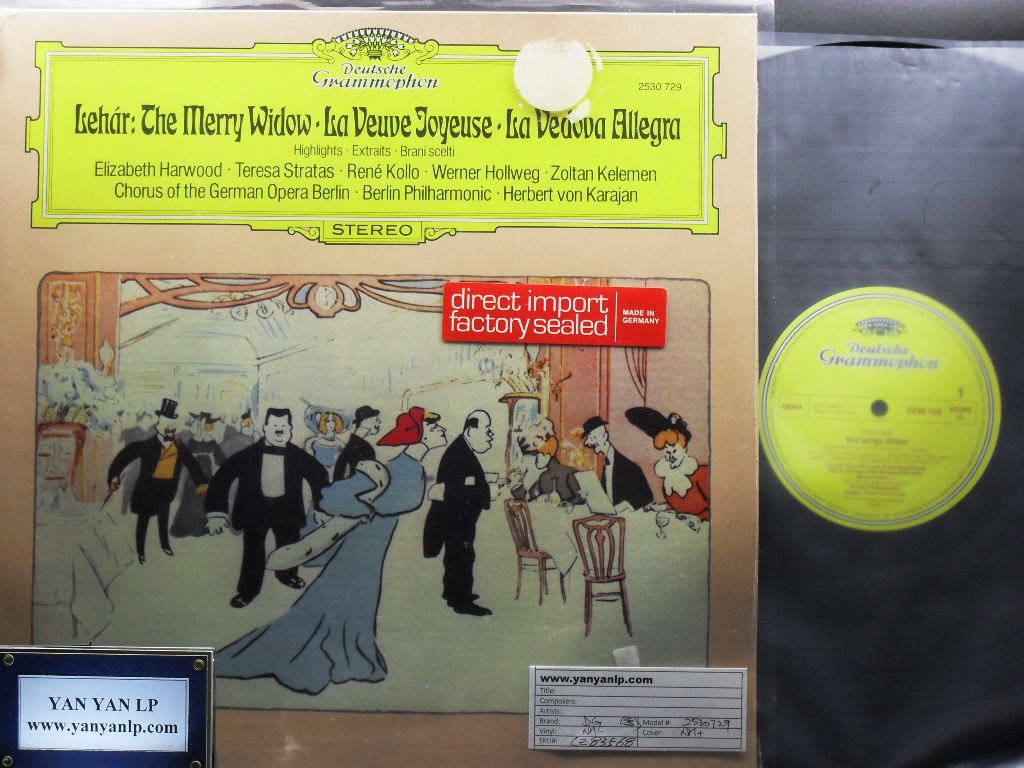 Deutsche
Grammophon
2530 729
Lehár: The Merry Widow · La Veuve Joyeuse · La Vedova Allegra
Highlights · Extraits · Brani scelti
Elizabeth Harwood · Teresa Stratas · René Kollo · Werner Hollweg · Zoltan Kelemen
Chorus of the German Opera Berlin · Berlin Philharmonic · Herbert von Karajan
STEREO
direct import
factory sealed
MADE IN
GERMANY
Deutsche
Grammophon
1
GEMA
2530 729
STEREO
YAN YAN LP
www.yanyanlp.com
www.yanyanlp.com
Title:
Composers:
Artists:
Brand: DG Model #: 2530729
Vinyl: NM- Cover: NM+
SKU#: